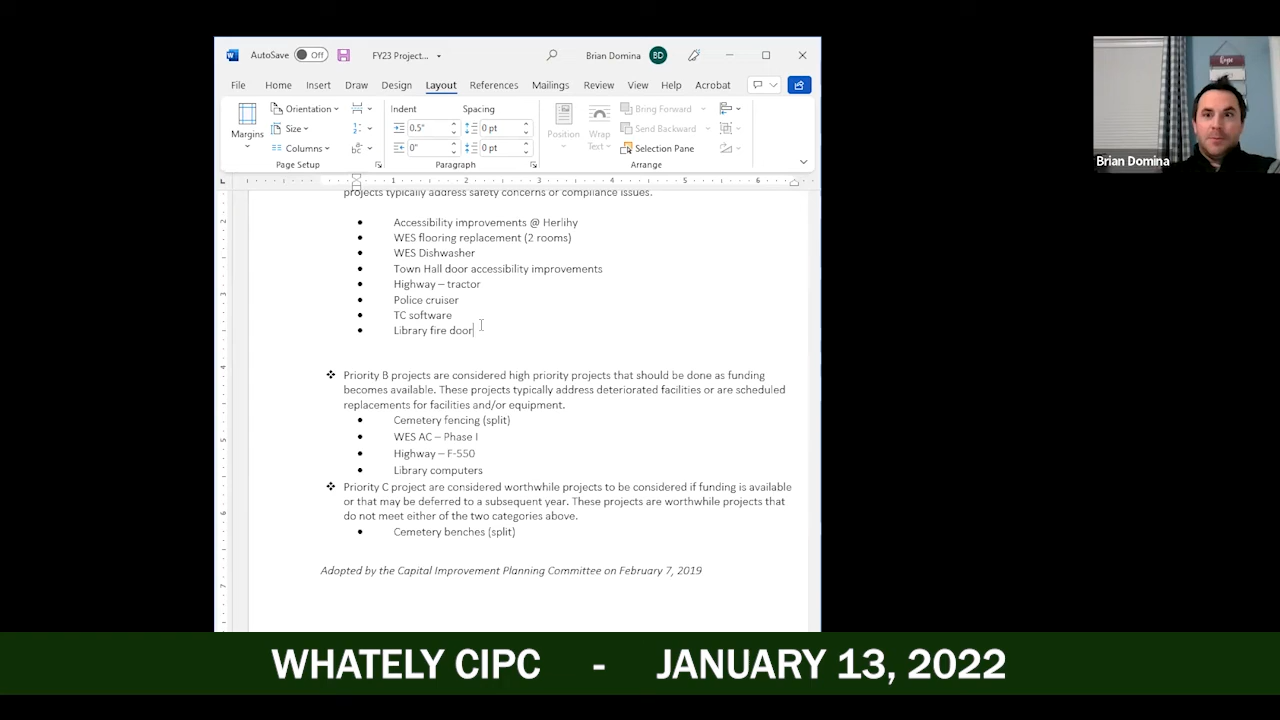 AutoSave Off FY23 Project... Brian Domina BD
File Home Insert Draw Design Layout References Mailings Review View Help Acrobat
Orientation Indent Spacing Bring Forward
Margins Size 0.5" 0 pt Position Wrap Text Send Backward
Columns 0" 0 pt Selection Pane
Page Setup Paragraph Arrange
1 2 3 4 5 6
projects typically address safety concerns or compliance issues.
• Accessibility improvements @ Herlihy
• WES flooring replacement (2 rooms)
• WES Dishwasher
• Town Hall door accessibility improvements
• Highway – tractor
• Police cruiser
• TC software
• Library fire door
❖ Priority B projects are considered high priority projects that should be done as funding
becomes available. These projects typically address deteriorated facilities or are scheduled
replacements for facilities and/or equipment.
• Cemetery fencing (split)
• WES AC – Phase I
• Highway – F-550
• Library computers
❖ Priority C project are considered worthwhile projects to be considered if funding is available
or that may be deferred to a subsequent year. These projects are worthwhile projects that
do not meet either of the two categories above.
• Cemetery benches (split)
Adopted by the Capital Improvement Planning Committee on February 7, 2019
Brian Domina
WHATELY CIPC - JANUARY 13, 2022